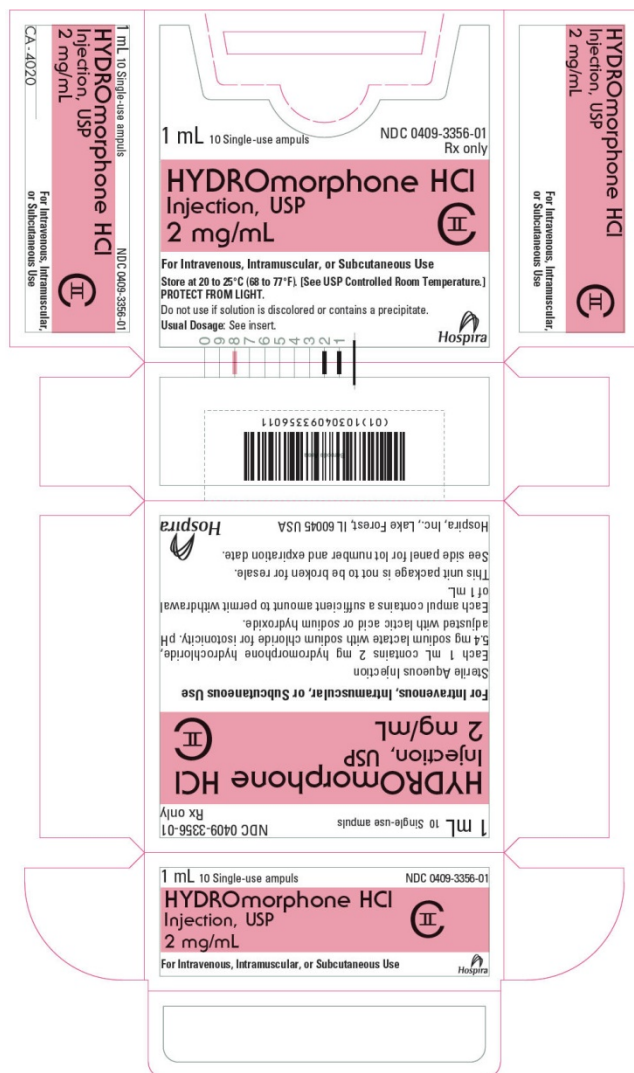 1 mL 10 Single-use ampuls NDC 0409-3356-01
HYDROmorphone HCl
Injection, USP
2 mg/mL
CII
For Intravenous, Intramuscular,
or Subcutaneous Use
CA - 4020
1 mL 10 Single-use ampuls
NDC 0409-3356-01
Rx only
HYDROmorphone HCl
Injection, USP
2 mg/mL
CII
For Intravenous, Intramuscular, or Subcutaneous Use
Store at 20 to 25°C (68 to 77°F). [See USP Controlled Room Temperature.]
PROTECT FROM LIGHT.
Do not use if solution is discolored or contains a precipitate.
Usual Dosage: See insert.
Hospira
HYDROmorphone HCl
Injection, USP
2 mg/mL
CII
For Intravenous, Intramuscular,
or Subcutaneous Use
0 9 8 7 6 5 4 3 2 1
(01)10304093356011
1 mL 10 Single-use ampuls
NDC 0409-3356-01
Rx only
HYDROmorphone HCl
Injection, USP
2 mg/mL
CII
For Intravenous, Intramuscular, or Subcutaneous Use
Sterile Aqueous Injection
Each 1 mL contains 2 mg hydromorphone hydrochloride,
5.4 mg sodium lactate with sodium chloride for isotonicity. pH
adjusted with lactic acid or sodium hydroxide.
Each ampul contains a sufficient amount to permit withdrawal
of 1 mL
This unit package is not to be broken for resale.
See side panel for lot number and expiration date.
Hospira, Inc., Lake Forest, IL 60045 USA
Hospira
1 mL 10 Single-use ampuls NDC 0409-3356-01
HYDROmorphone HCl
Injection, USP
2 mg/mL
CII
For Intravenous, Intramuscular, or Subcutaneous Use
Hospira